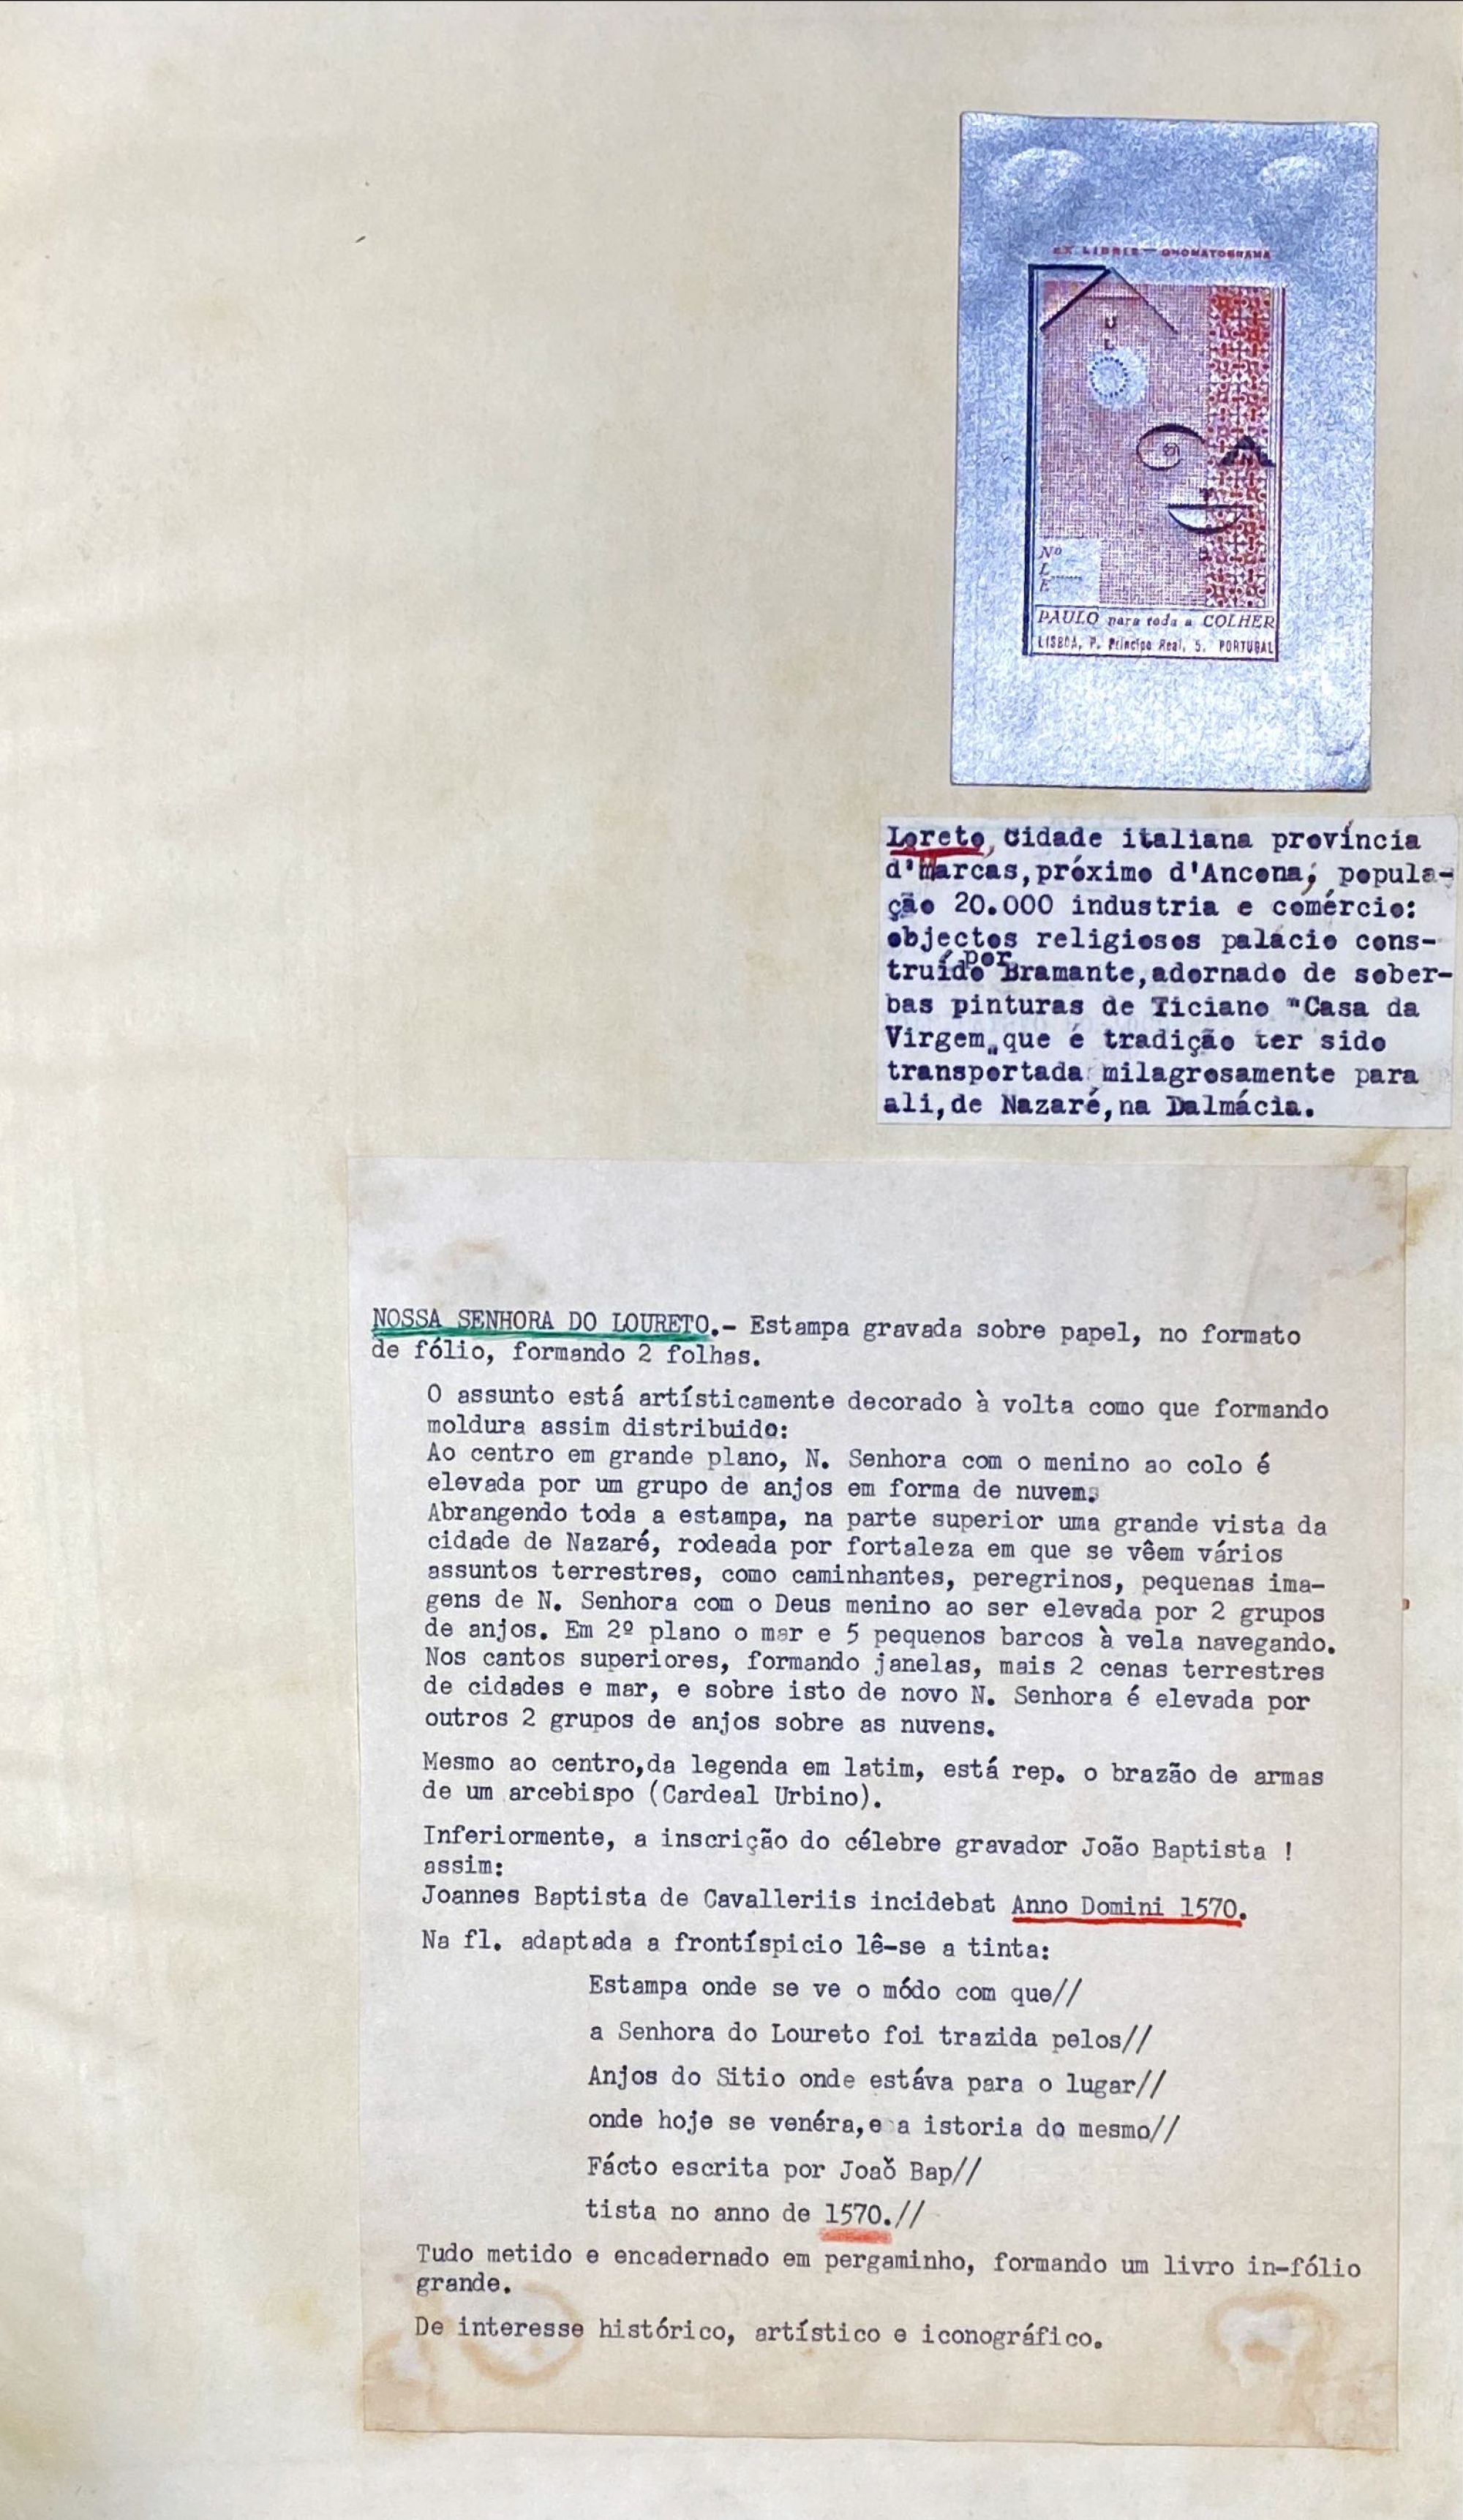 EX LIBRIS — ONOMATOGRAMA
U
L
Nº
L......
E
PAULO para toda a COLHER
LISBOA, P. Príncipe Real, 5. PORTUGAL
Loreto, Cidade italiana província
d'Marcas, próximo d'Ancona; popula-
ção 20.000 industria e comércio:
objectos religiosos palácio cons-
truído por Bramante, adornado de sober-
bas pinturas de Ticiano "Casa da
Virgem" que é tradição ter sido
transportada milagrosamente para
ali, de Nazaré, na Dalmácia.
NOSSA SENHORA DO LOURETO.- Estampa gravada sobre papel, no formato
de fólio, formando 2 folhas.
O assunto está artísticamente decorado à volta como que formando
moldura assim distribuido:
Ao centro em grande plano, N. Senhora com o menino ao colo é
elevada por um grupo de anjos em forma de nuvem.
Abrangendo toda a estampa, na parte superior uma grande vista da
cidade de Nazaré, rodeada por fortaleza em que se vêem vários
assuntos terrestres, como caminhantes, peregrinos, pequenas ima-
gens de N. Senhora com o Deus menino ao ser elevada por 2 grupos
de anjos. Em 2º plano o mar e 5 pequenos barcos à vela navegando.
Nos cantos superiores, formando janelas, mais 2 cenas terrestres
de cidades e mar, e sobre isto de novo N. Senhora é elevada por
outros 2 grupos de anjos sobre as nuvens.
Mesmo ao centro,da legenda em latim, está rep. o brazão de armas
de um arcebispo (Cardeal Urbino).
Inferiormente, a inscrição do célebre gravador João Baptista !
assim:
Joannes Baptista de Cavalleriis incidebat Anno Domini 1570.
Na fl. adaptada a frontíspicio lê-se a tinta:
Estampa onde se ve o módo com que//
a Senhora do Loureto foi trazida pelos//
Anjos do Sitio onde estáva para o lugar//
onde hoje se venéra,e a istoria do mesmo//
Fácto escrita por Joaõ Bap//
tista no anno de 1570.//
Tudo metido e encadernado em pergaminho, formando um livro in-fólio
grande.
De interesse histórico, artístico e iconográfico.